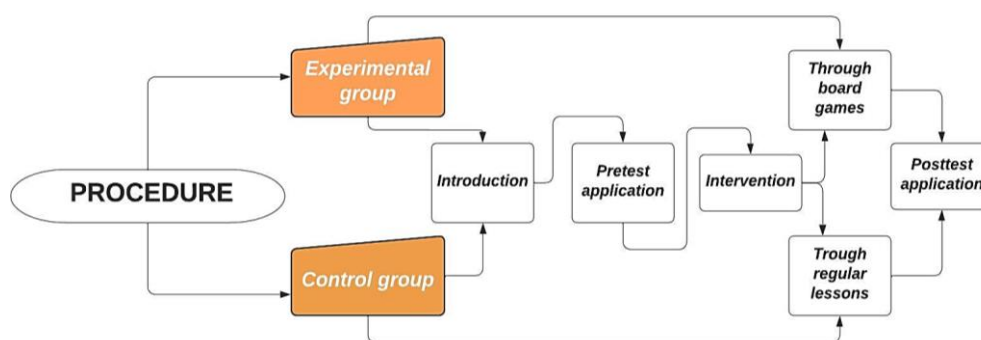 PROCEDURE
Experimental
group
Control group
Introduction
Pretest
application
Intervention
Through
board
games
Trough
regular
lessons
Posttest
application